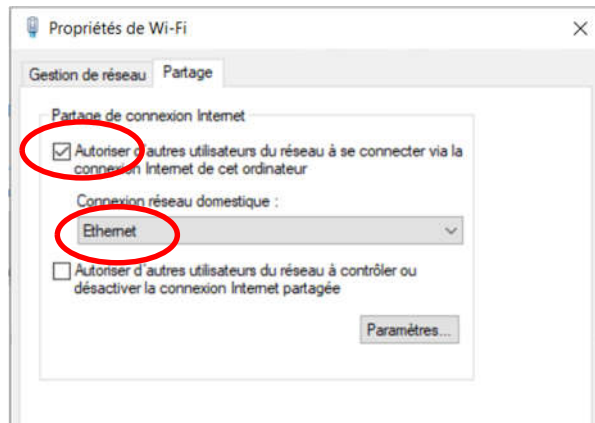 Propriétés de Wi-Fi
Gestion de réseau Partage
Partage de connexion Internet
Autoriser d'autres utilisateurs du réseau à se connecter via la
connexion Internet de cet ordinateur
Connexion réseau domestique :
Ethernet
Autoriser d'autres utilisateurs du réseau à contrôler ou
désactiver la connexion Internet partagée
Paramètres...